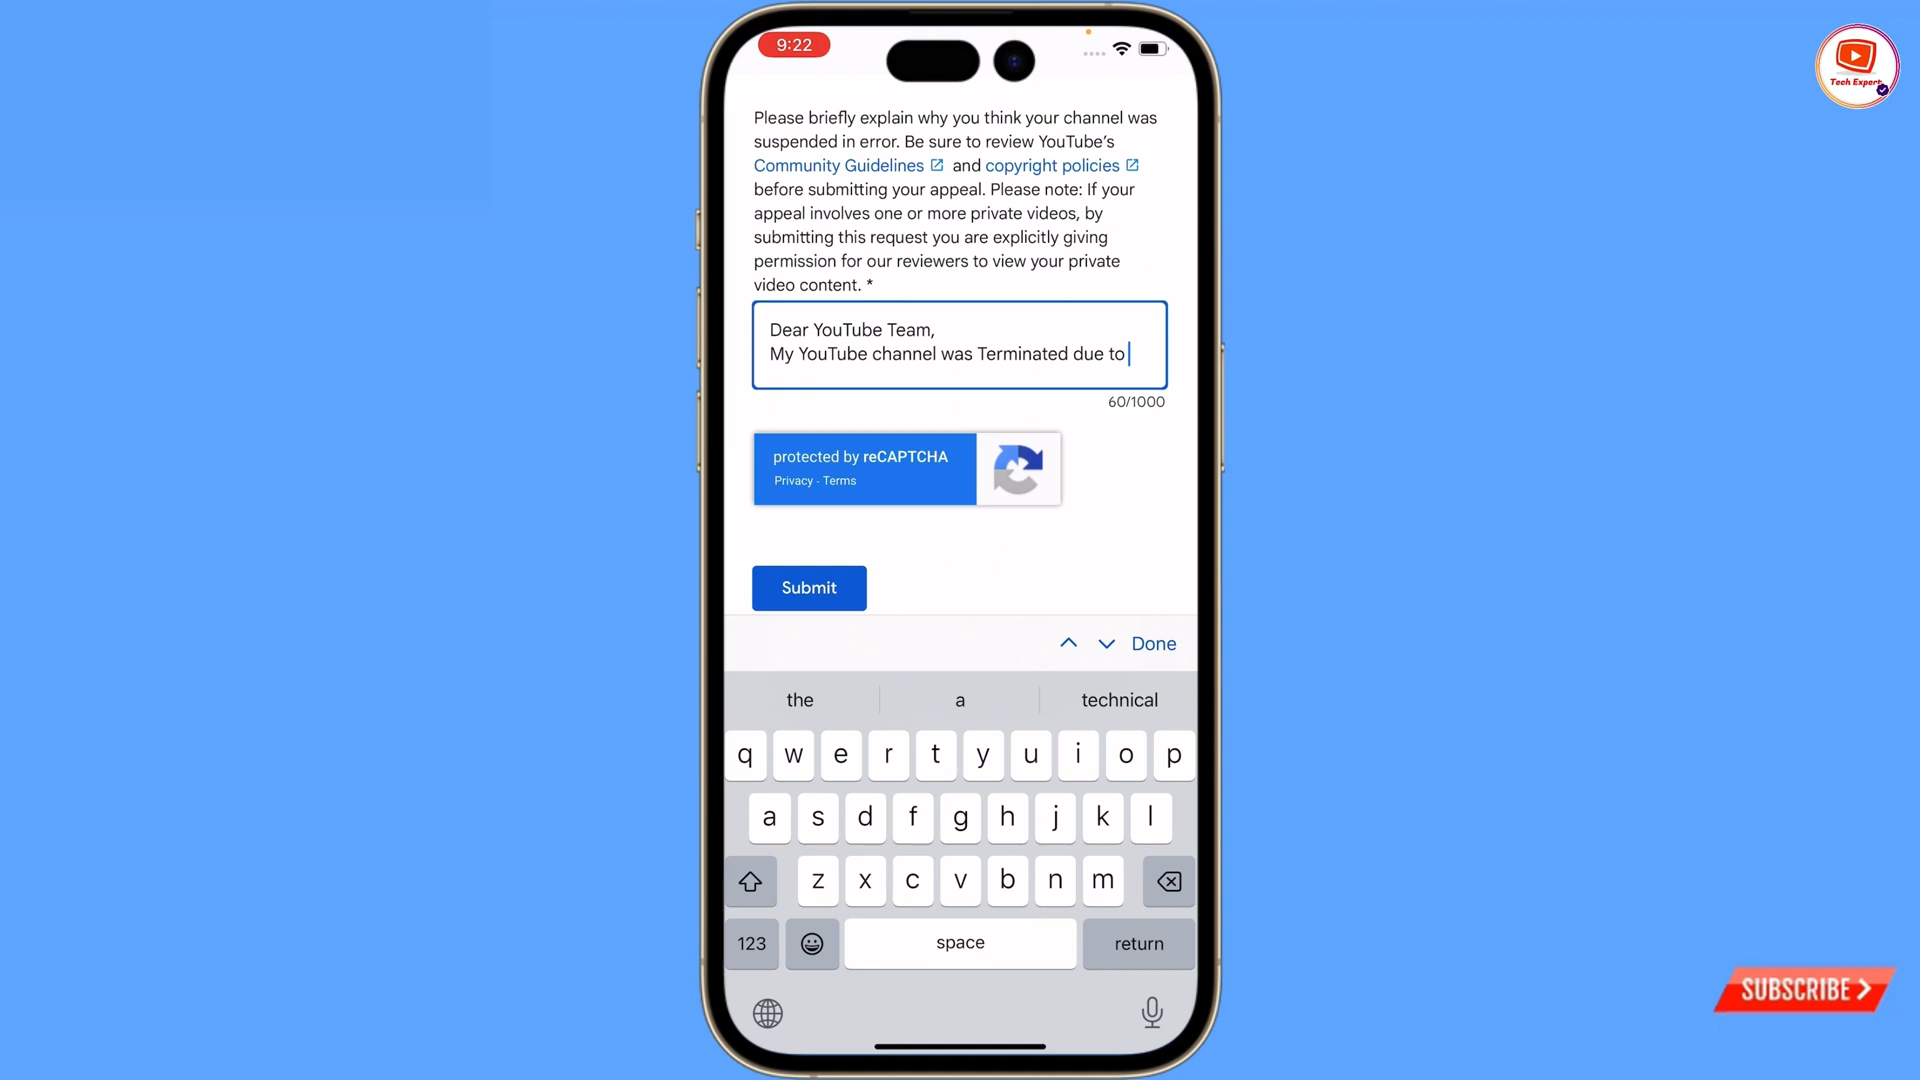 9:22
Tech Expert
Please briefly explain why you think your channel was
suspended in error. Be sure to review YouTube's
Community Guidelines and copyright policies
before submitting your appeal. Please note: If your
appeal involves one or more private videos, by
submitting this request you are explicitly giving
permission for our reviewers to view your private
video content. *
Dear YouTube Team,
My YouTube channel was Terminated due to
60/1000
protected by reCAPTCHA
Privacy - Terms
Submit
Done
the a technical
q w e r t y u i o p
a s d f g h j k l
z x c v b n m
123 space return
SUBSCRIBE >